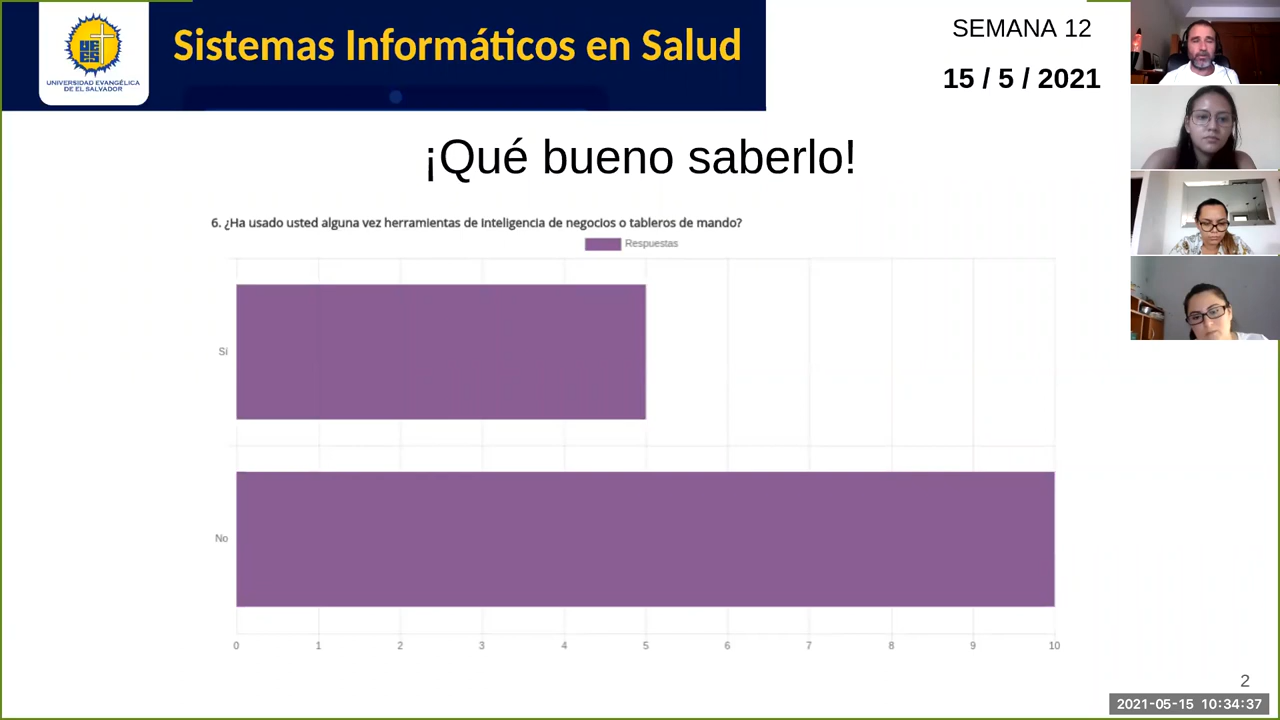 UNIVERSIDAD EVANGÉLICA
DE EL SALVADOR
Sistemas Informáticos en Salud
SEMANA 12
15 / 5 / 2021
¡Qué bueno saberlo!
6. ¿Ha usado usted alguna vez herramientas de inteligencia de negocios o tableros de mando?
Respuestas
Sí
No
0 1 2 3 4 5 6 7 8 9 10
2
2021-05-15 10:34:37